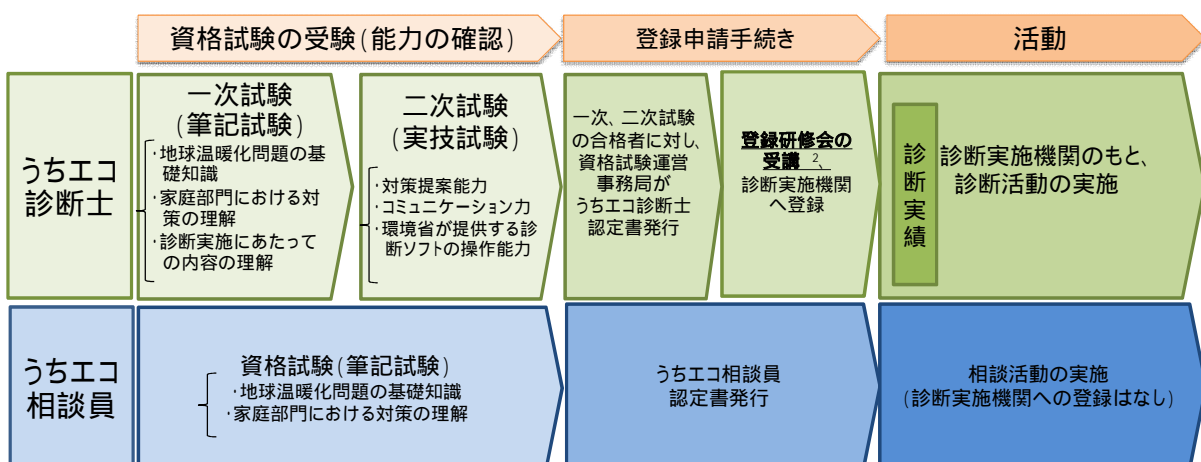 資格試験の受験(能力の確認)
登録申請手続き
活動
うちエコ
診断士
一次試験
(筆記試験)
・地球温暖化問題の基
礎知識
・家庭部門における対
策の理解
・診断実施にあたって
の内容の理解
二次試験
(実技試験)
・対策提案能力
・コミュニケーション力
・環境省が提供する診
断ソフトの操作能力
一次、二次試験
の合格者に対し、
資格試験運営
事務局が
うちエコ診断士
認定書発行
登録研修会の
受講 2、
診断実施機関
へ登録
診断実績
診断実施機関のもと、
診断活動の実施
うちエコ
相談員
資格試験(筆記試験)
・地球温暖化問題の基礎知識
・家庭部門における対策の理解
うちエコ相談員
認定書発行
相談活動の実施
(診断実施機関への登録はなし)